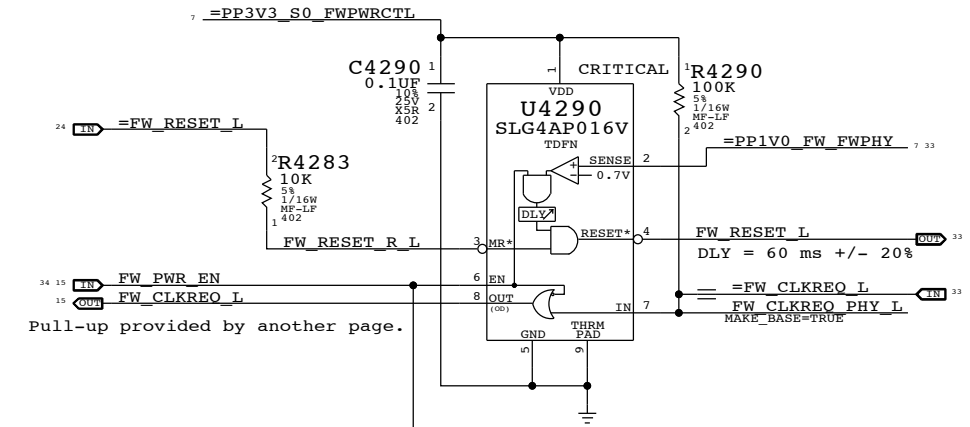 7 =PP3V3_S0_FWPWRCTL
C4290
0.1UF
10%
25V
X5R
402
1
2
1
VDD
CRITICAL
U4290
SLG4AP016V
TDFN
1
R4290
100K
5%
1/16W
MF-LF
402
2
24 IN =FW_RESET_L
=PP1V0_FW_FWPHY 7 33
SENSE 2
+
- 0.7V
2
R4283
10K
5%
1/16W
MF-LF
402
1
DLY
FW_RESET_R_L 3 MR*
RESET* 4 FW_RESET_L OUT 33
DLY = 60 ms +/- 20%
34 15 IN FW_PWR_EN 6 EN
15 OUT FW_CLKREQ_L 8 OUT
(OD)
=FW_CLKREQ_L IN 33
IN 7 FW_CLKREQ_PHY_L
MAKE_BASE=TRUE
Pull-up provided by another page.
GND
THRM
PAD
5
9